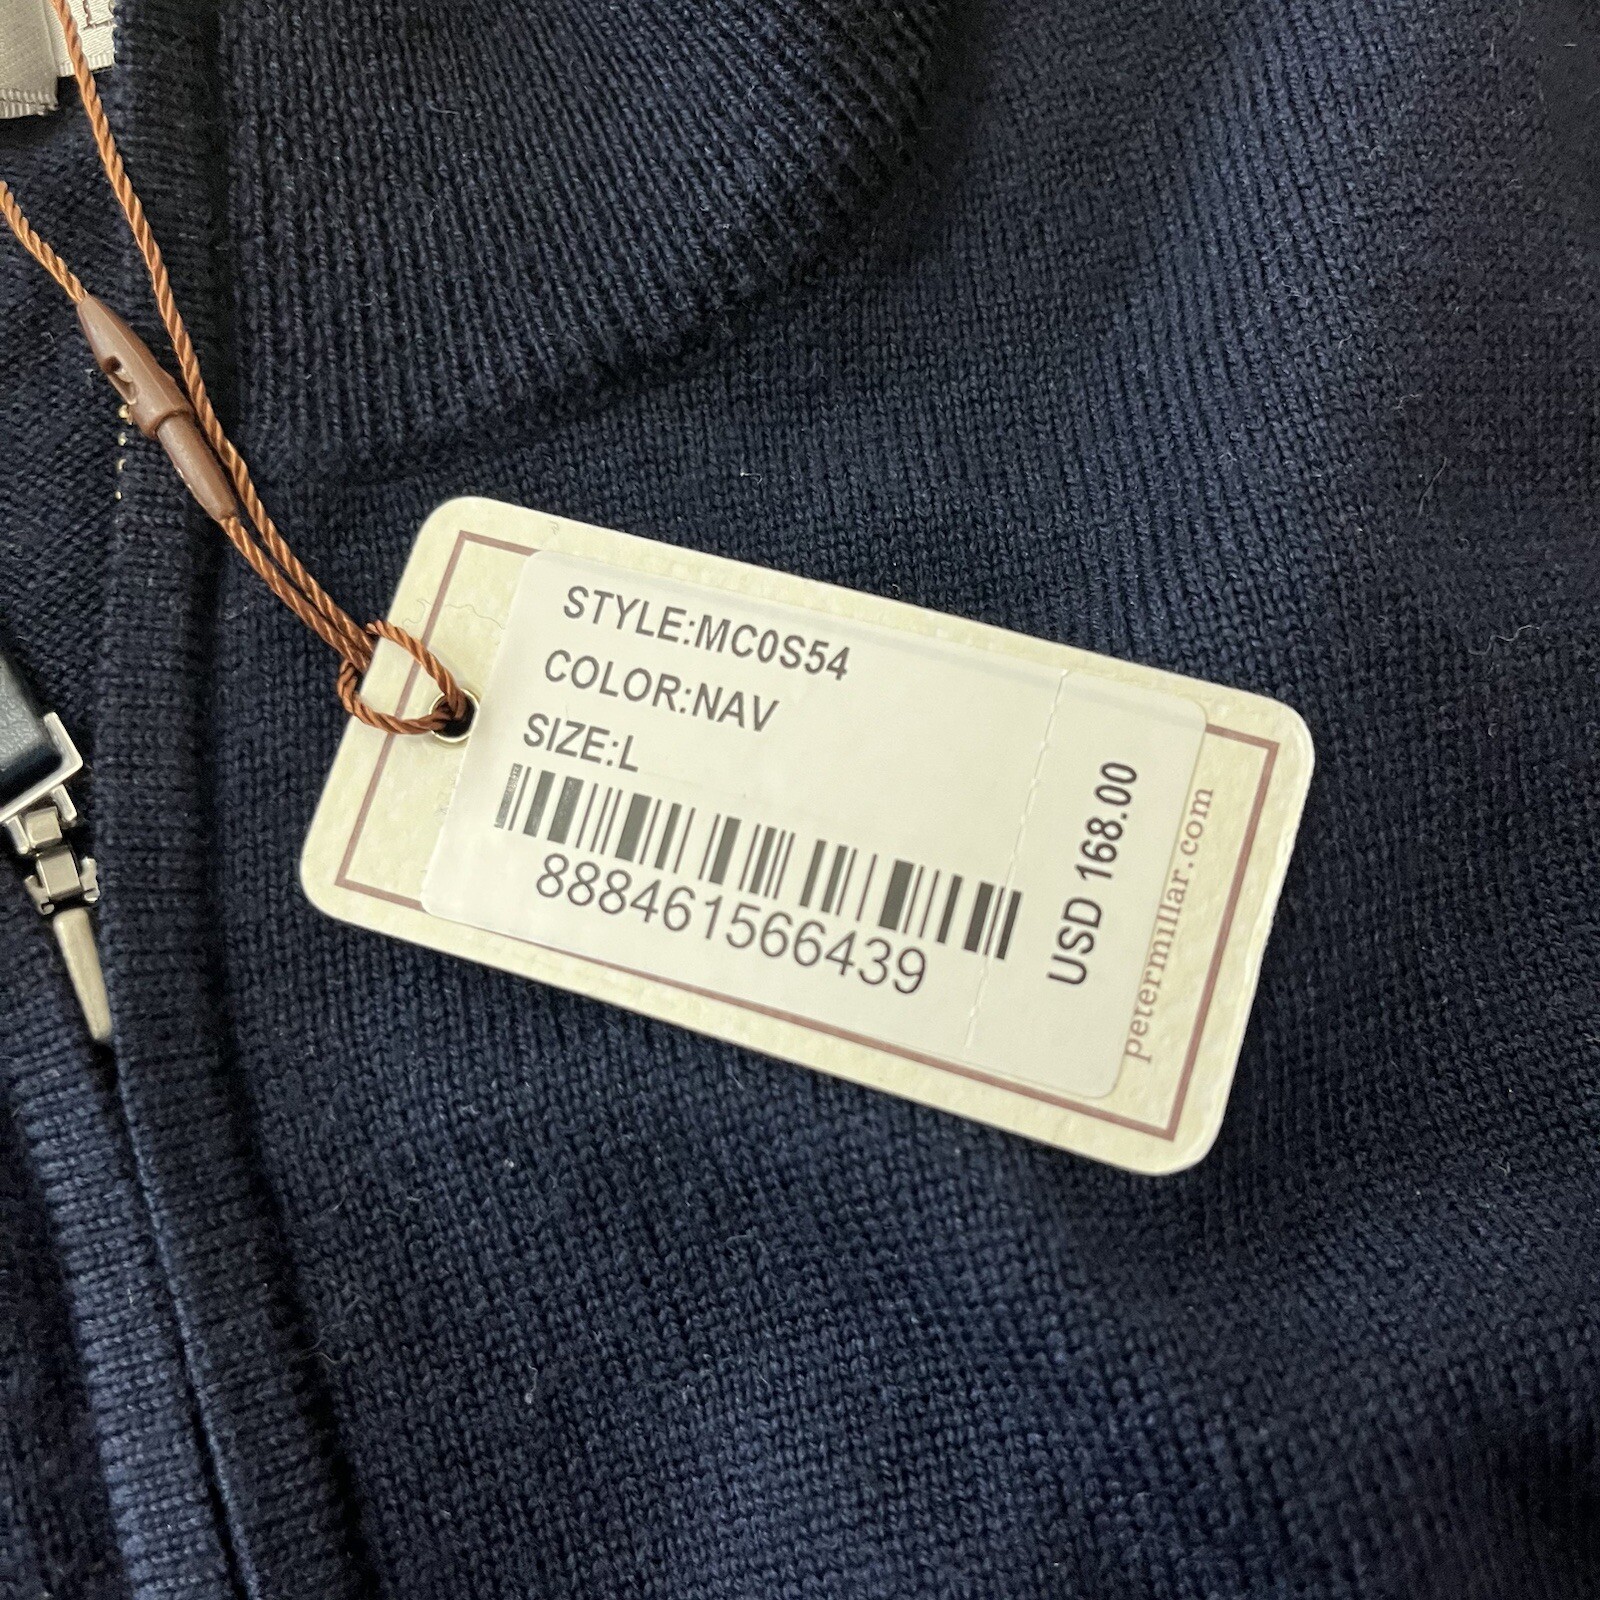 STYLE:MC0S54
COLOR:NAV
SIZE:L
888461566439
USD 168.00
petermillar.com